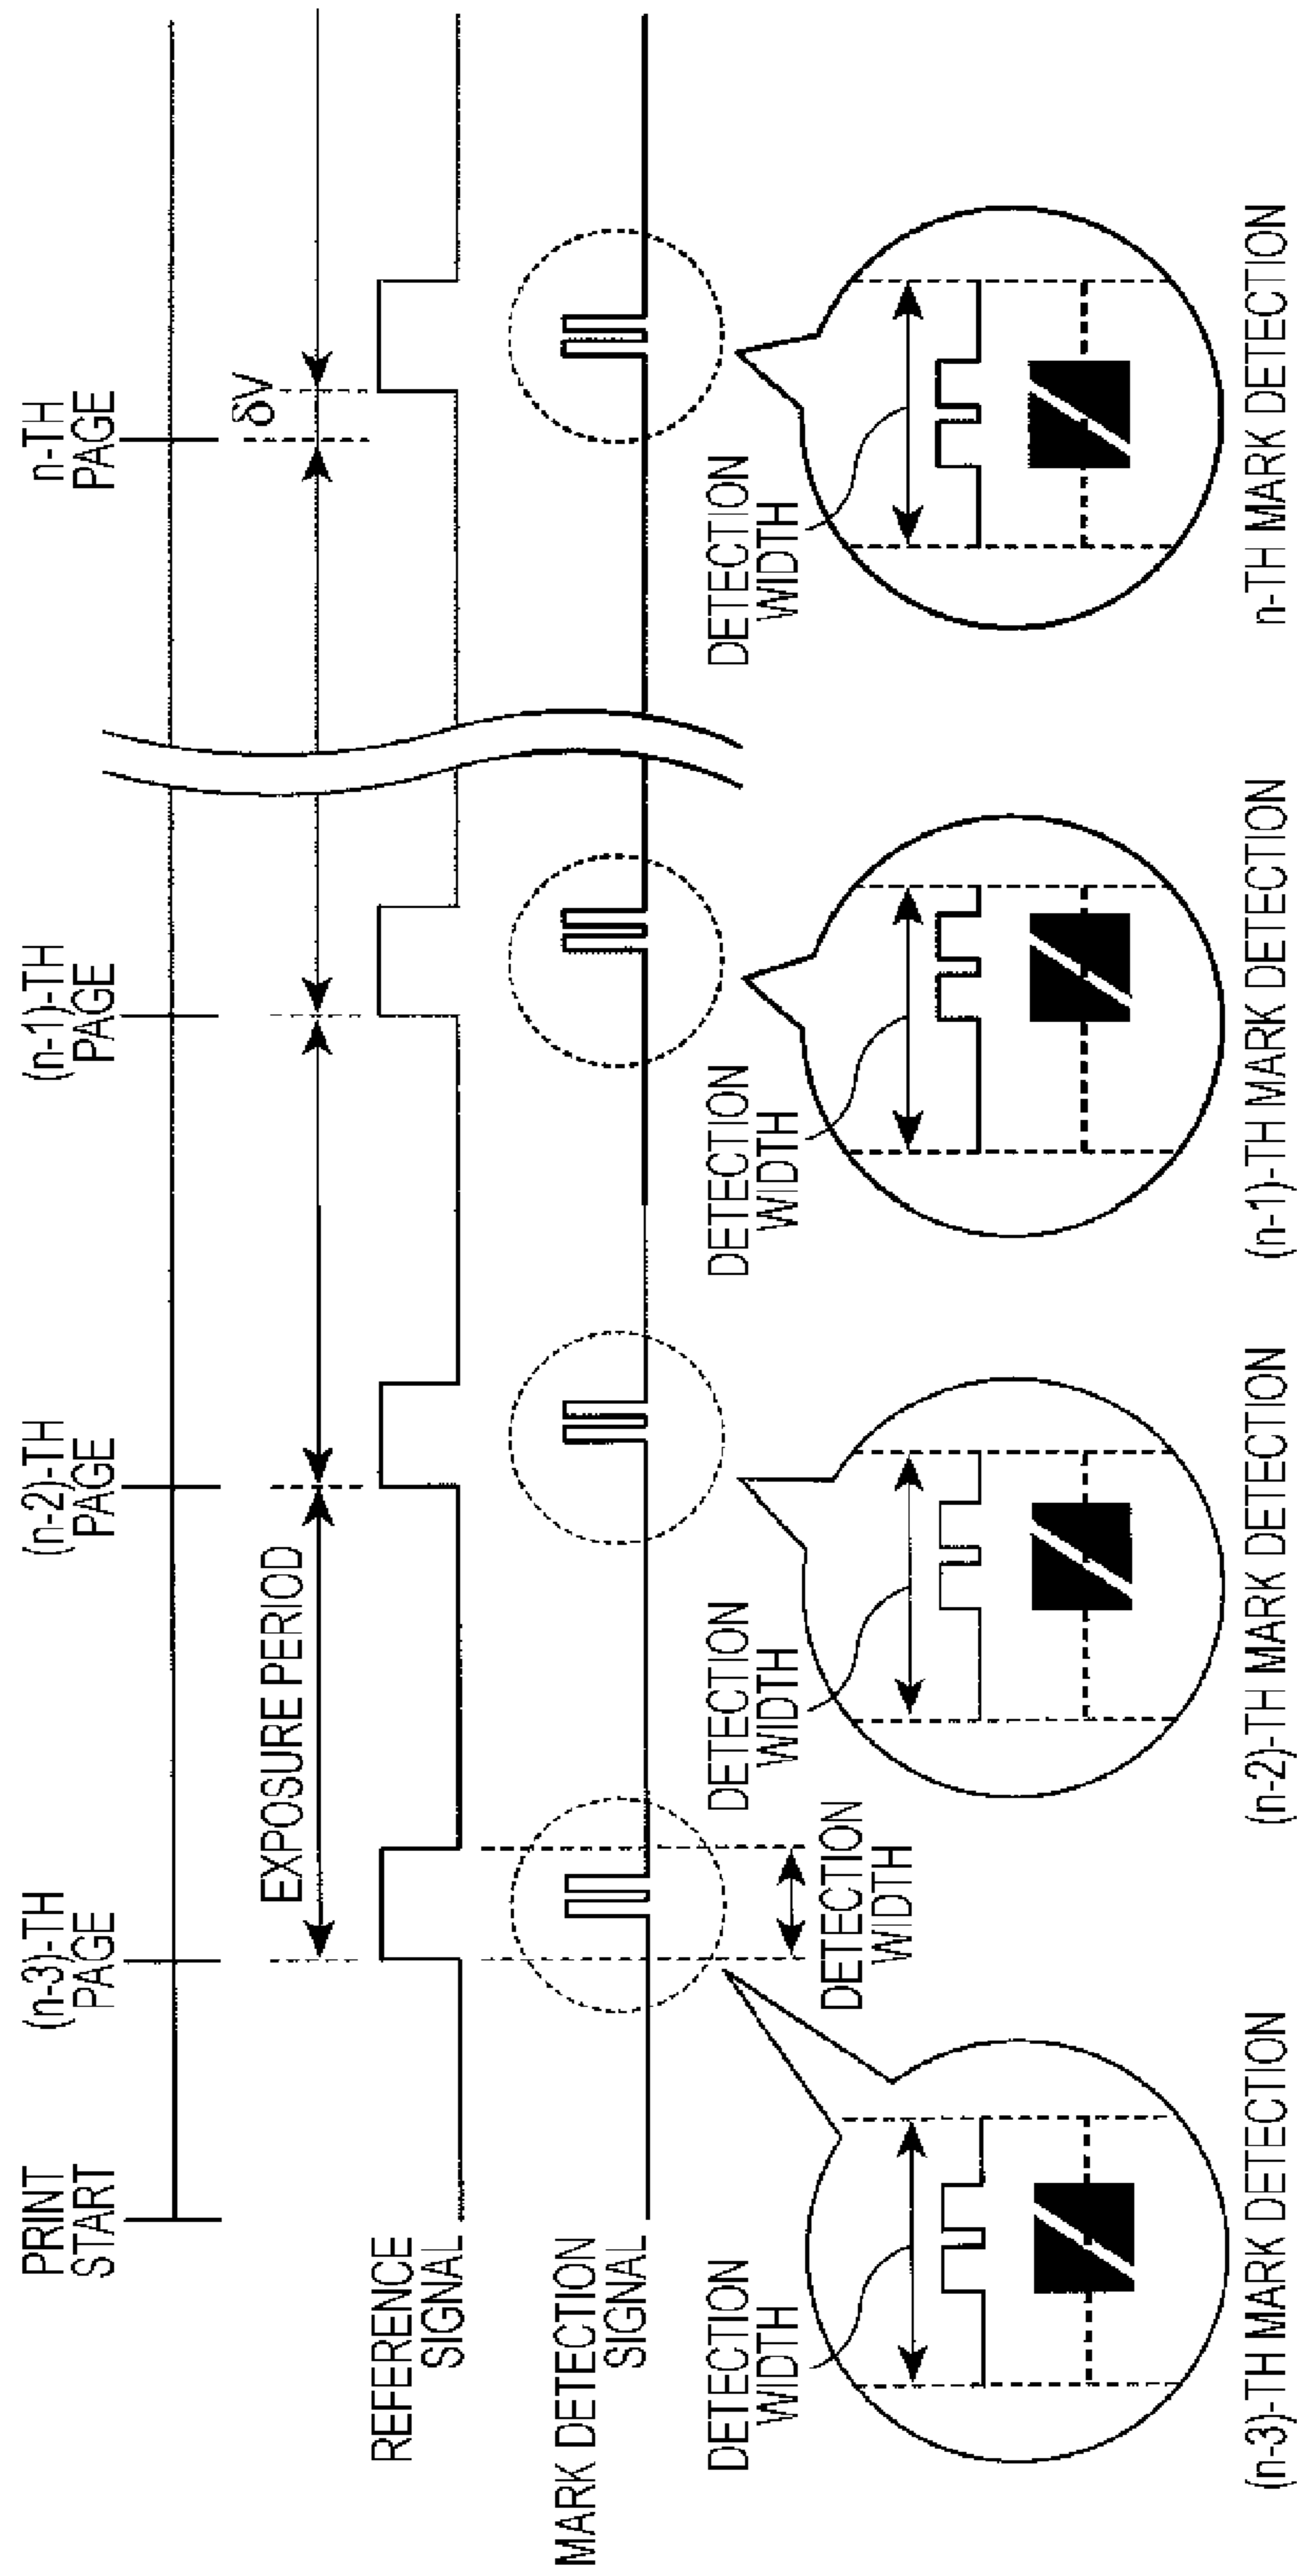 PRINT
START
(n-3)-TH
PAGE
(n-2)-TH
PAGE
(n-1)-TH
PAGE
n-TH
PAGE
EXPOSURE PERIOD
δV
REFERENCE
SIGNAL
MARK DETECTION
SIGNAL
DETECTION
WIDTH
DETECTION
WIDTH
DETECTION
WIDTH
DETECTION
WIDTH
DETECTION
WIDTH
(n-3)-TH MARK DETECTION
(n-2)-TH MARK DETECTION
(n-1)-TH MARK DETECTION
n-TH MARK DETECTION